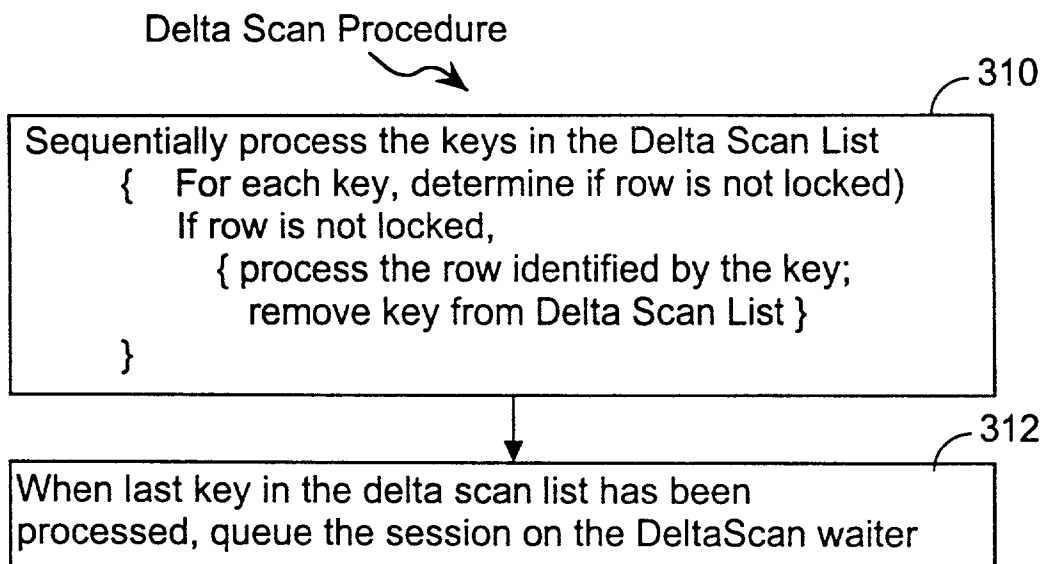 Delta Scan Procedure
310
Sequentially process the keys in the Delta Scan List
{ For each key, determine if row is not locked)
If row is not locked,
{ process the row identified by the key;
remove key from Delta Scan List }
}
312
When last key in the delta scan list has been
processed, queue the session on the DeltaScan waiter